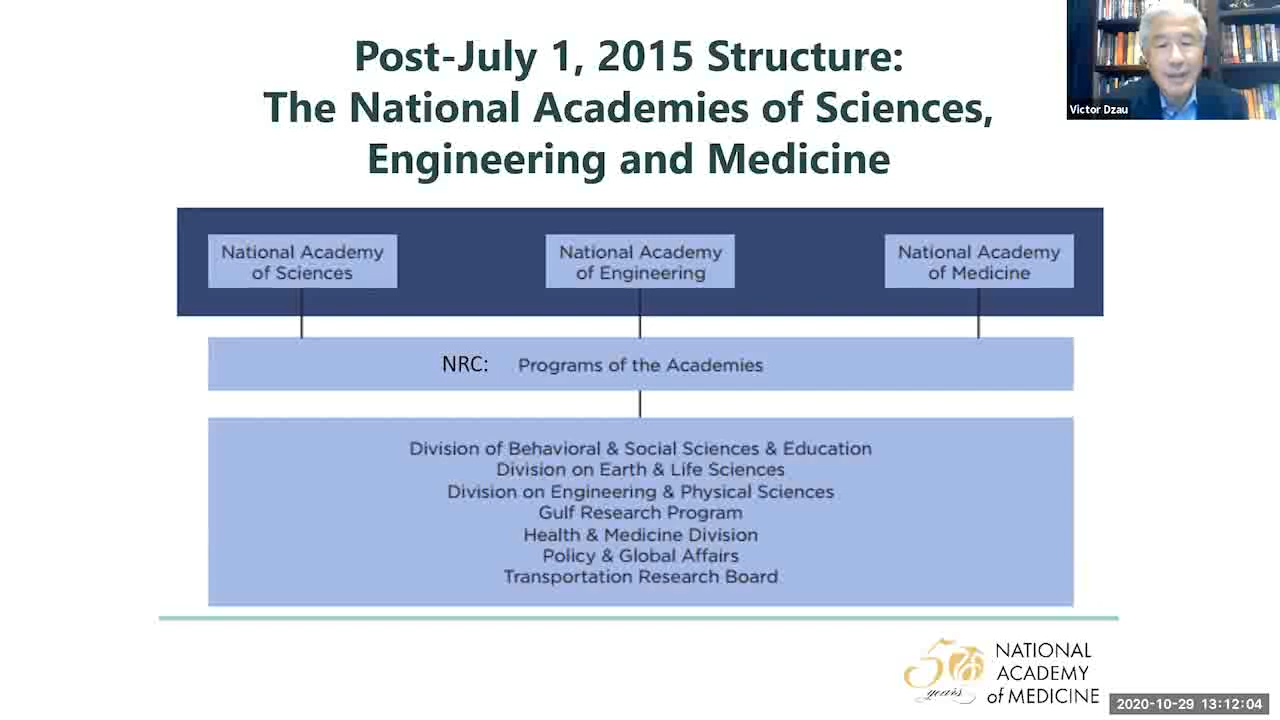 Post-July 1, 2015 Structure:
The National Academies of Sciences,
Engineering and Medicine
Victor Dzau
National Academy
of Sciences
National Academy
of Engineering
National Academy
of Medicine
NRC: Programs of the Academies
Division of Behavioral & Social Sciences & Education
Division on Earth & Life Sciences
Division on Engineering & Physical Sciences
Gulf Research Program
Health & Medicine Division
Policy & Global Affairs
Transportation Research Board
50 years
NATIONAL
ACADEMY
of MEDICINE
2020-10-29 13:12:04